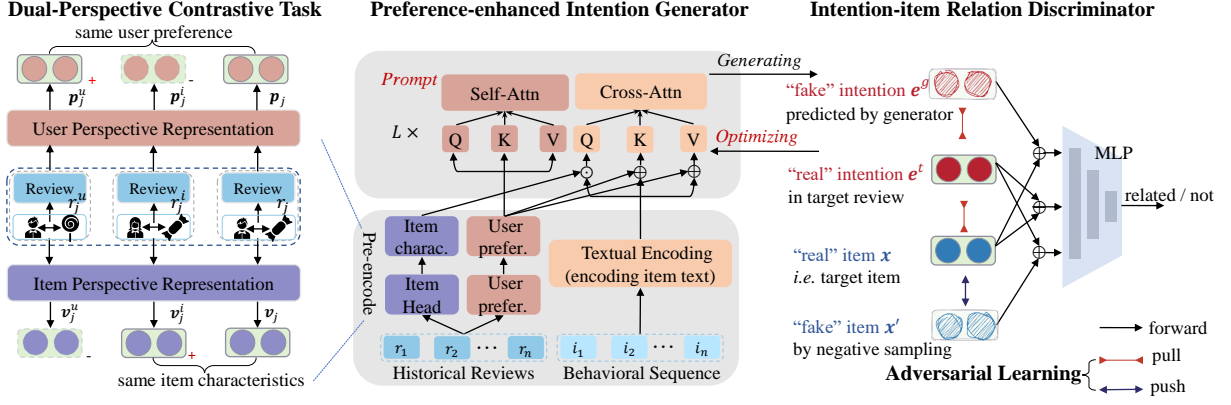 Dual-Perspective Contrastive Task
same user preference
+
-
p_j^u
p_j^i
p_j
User Perspective Representation
Review
Review
Review
r_j^u
r_j^i
r_j
Item Perspective Representation
v_j^u
v_j^i
v_j
-
+
same item characteristics
Preference-enhanced Intention Generator
Prompt
Self-Attn
Cross-Attn
L ×
Q
K
V
Q
K
V
Pre-encode
Item charac.
User prefer.
Item Head
User prefer.
Textual Encoding
(encoding item text)
r_1
r_2
...
r_n
i_1
i_2
...
i_n
Historical Reviews
Behavioral Sequence
Generating
Optimizing
Intention-item Relation Discriminator
“fake” intention e^g
predicted by generator
“real” intention e^t
in target review
“real” item x
i.e. target item
“fake” item x′
by negative sampling
MLP
related / not
Adversarial Learning
forward
pull
push